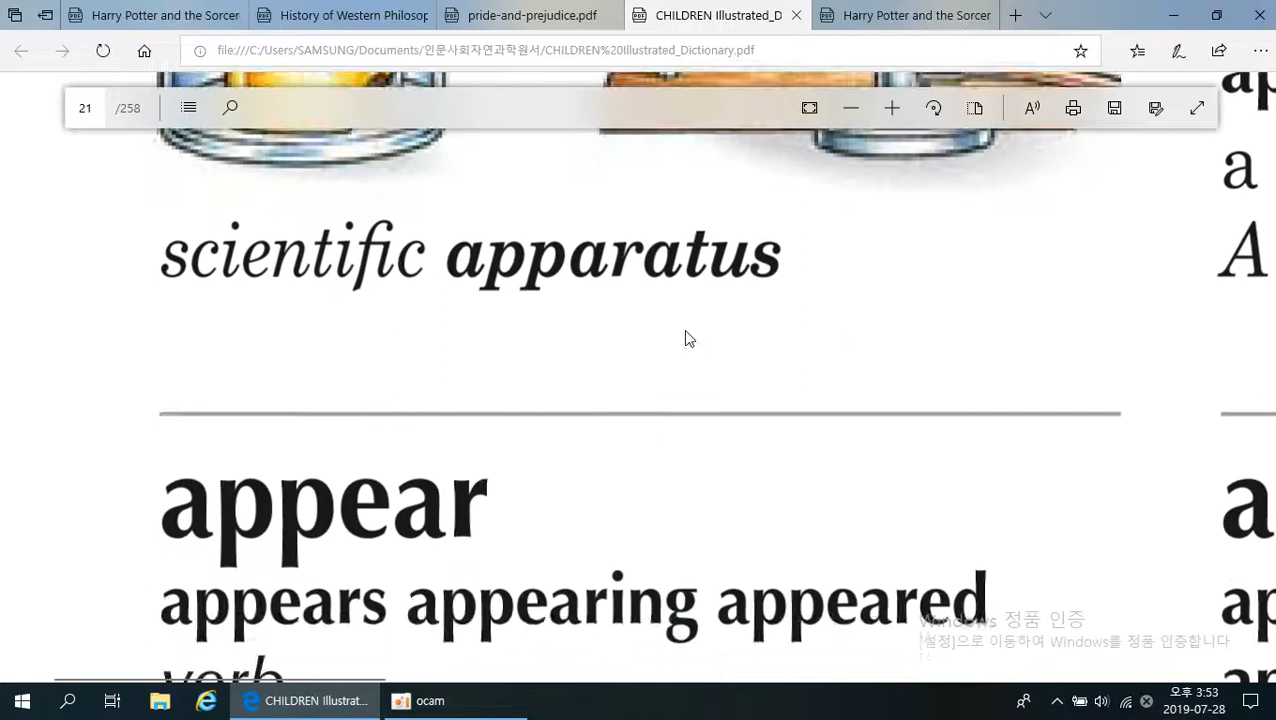 Harry Potter and the Sorcer
History of Western Philosop
pride-and-prejudice.pdf
CHILDREN Illustrated_D
Harry Potter and the Sorcer
file:///C:/Users/SAMSUNG/Documents/인문사회자연과학원서/CHILDREN%20Illustrated_Dictionary.pdf
21 /258
ap
a
scientific apparatus
A
appear
a
appears appearing appeared
ap
verb
Windows 정품 인증
[설정]으로 이동하여 Windows를 정품 인증합니다
CHILDREN Illustrat...
ocam
오후 3:53
2019-07-28